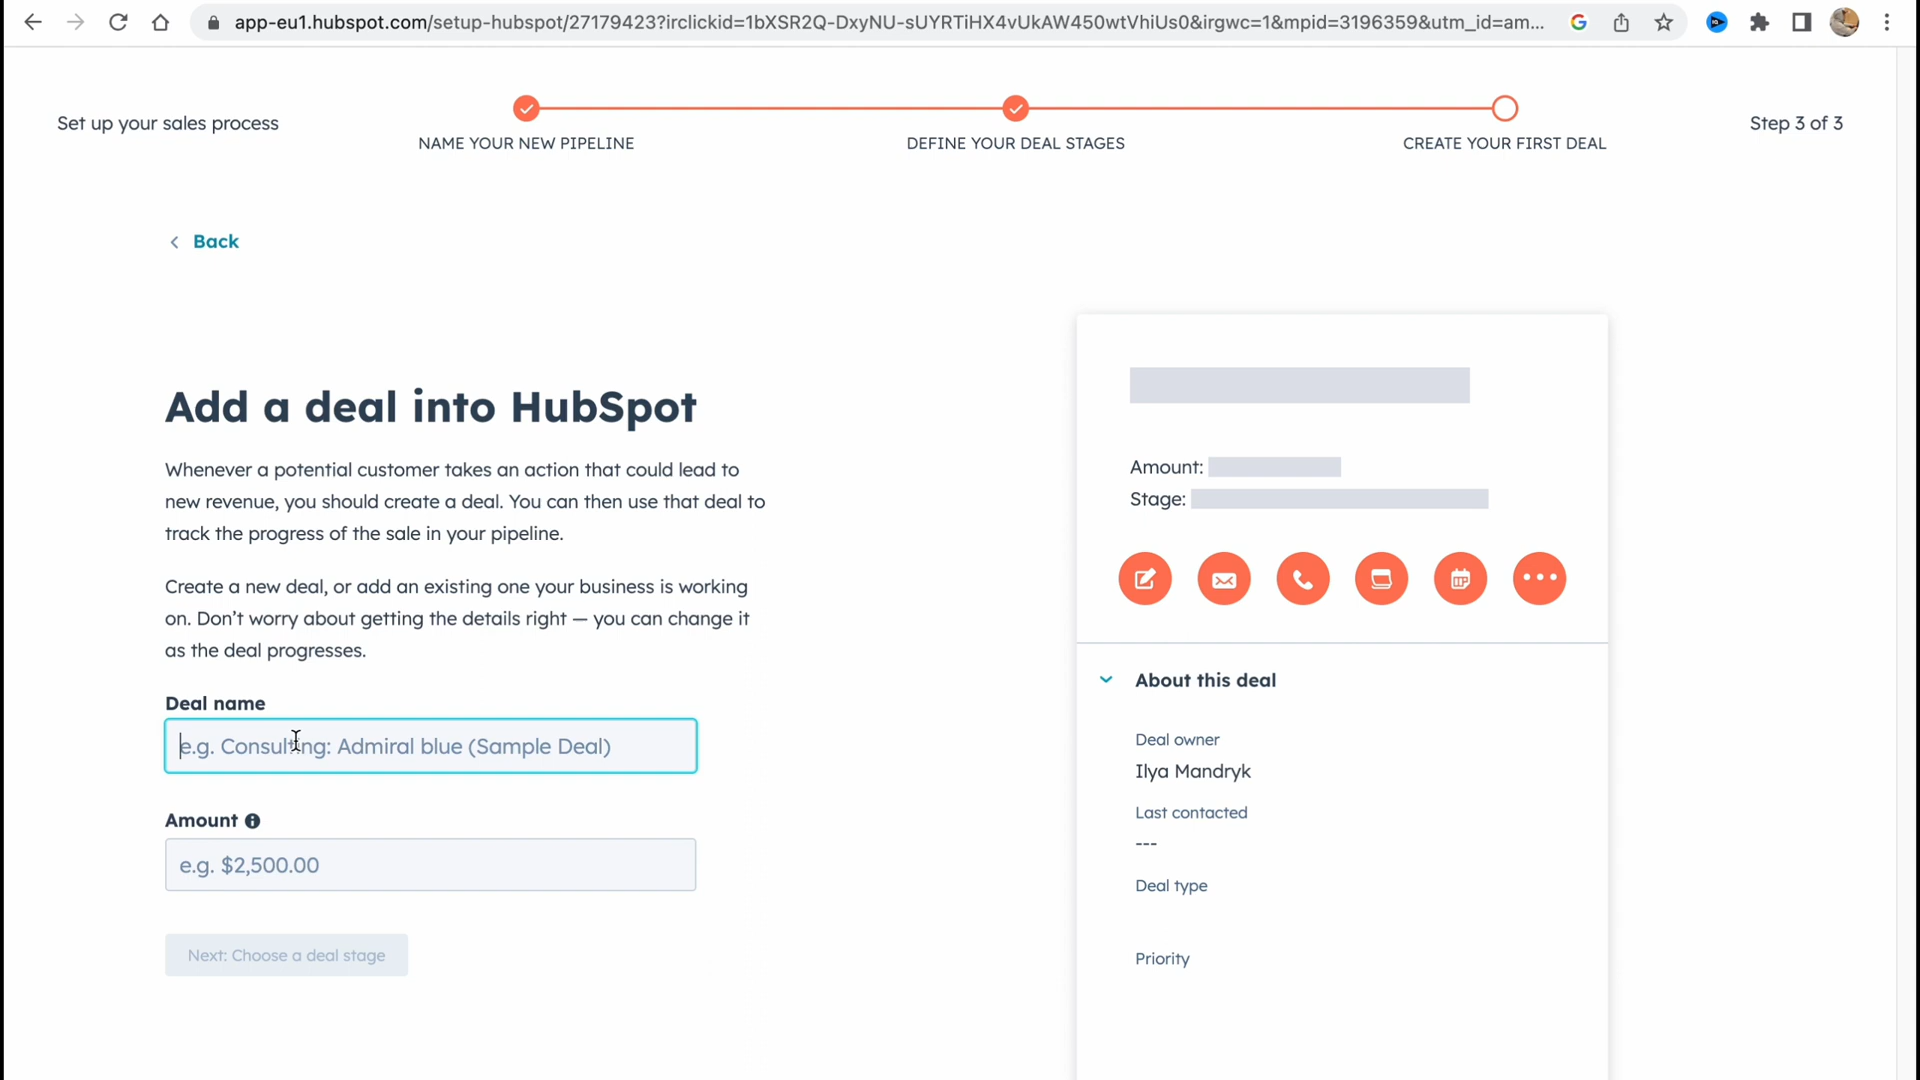 app-eu1.hubspot.com/setup-hubspot/27179423?irclickid=1bXSR2Q-DxyNU-sUYRTiHX4vUkAW450wtVhiUs0&irgwc=1&mpid=3196359&utm_id=am...
Set up your sales process
NAME YOUR NEW PIPELINE
DEFINE YOUR DEAL STAGES
CREATE YOUR FIRST DEAL
Step 3 of 3
Back
Add a deal into HubSpot
Whenever a potential customer takes an action that could lead to
new revenue, you should create a deal. You can then use that deal to
track the progress of the sale in your pipeline.
Create a new deal, or add an existing one your business is working
on. Don't worry about getting the details right — you can change it
as the deal progresses.
Deal name
e.g. Consulting: Admiral blue (Sample Deal)
Amount
e.g. $2,500.00
Next: Choose a deal stage
Amount:
Stage:
About this deal
Deal owner
Ilya Mandryk
Last contacted
---
Deal type
Priority